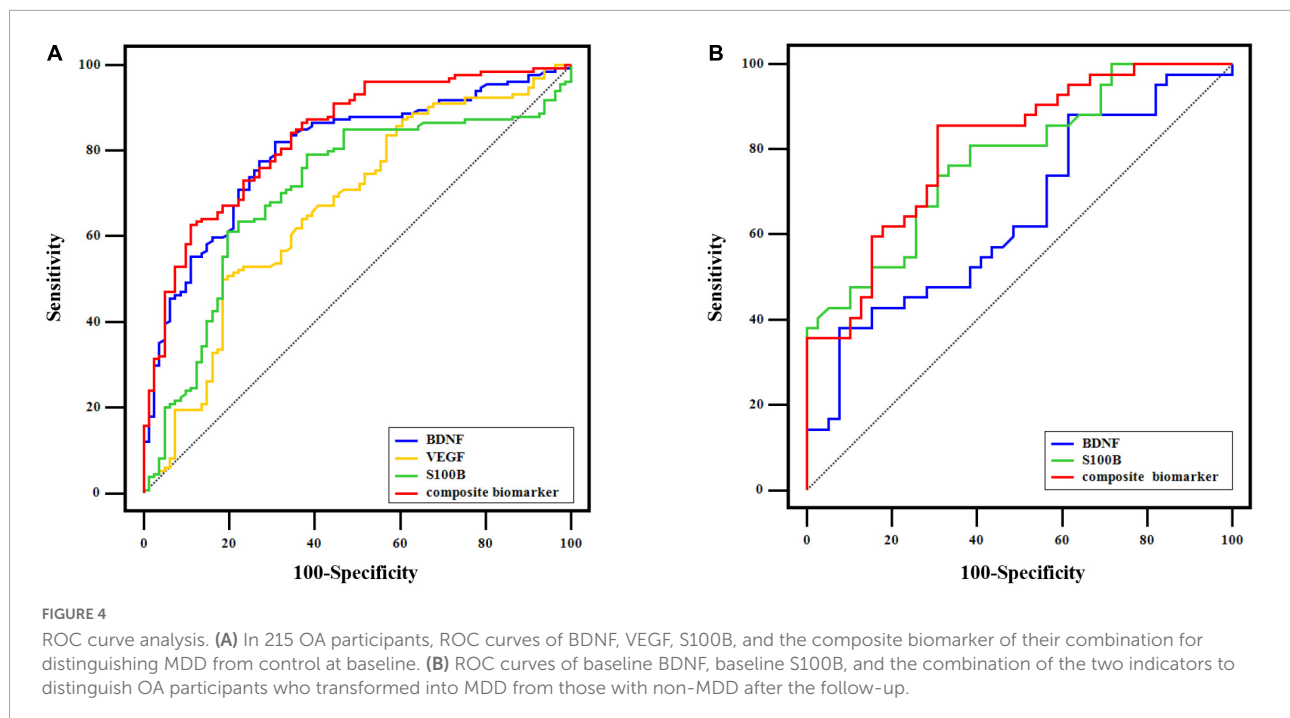 A
100
80
60
40
20
0
Sensitivity
0 20 40 60 80 100
100-Specificity
BDNF
VEGF
S100B
composite biomarker
B
100
80
60
40
20
0
Sensitivity
0 20 40 60 80 100
100-Specificity
BDNF
S100B
composite biomarker
FIGURE 4
ROC curve analysis. (A) In 215 OA participants, ROC curves of BDNF, VEGF, S100B, and the composite biomarker of their combination for
distinguishing MDD from control at baseline. (B) ROC curves of baseline BDNF, baseline S100B, and the combination of the two indicators to
distinguish OA participants who transformed into MDD from those with non-MDD after the follow-up.